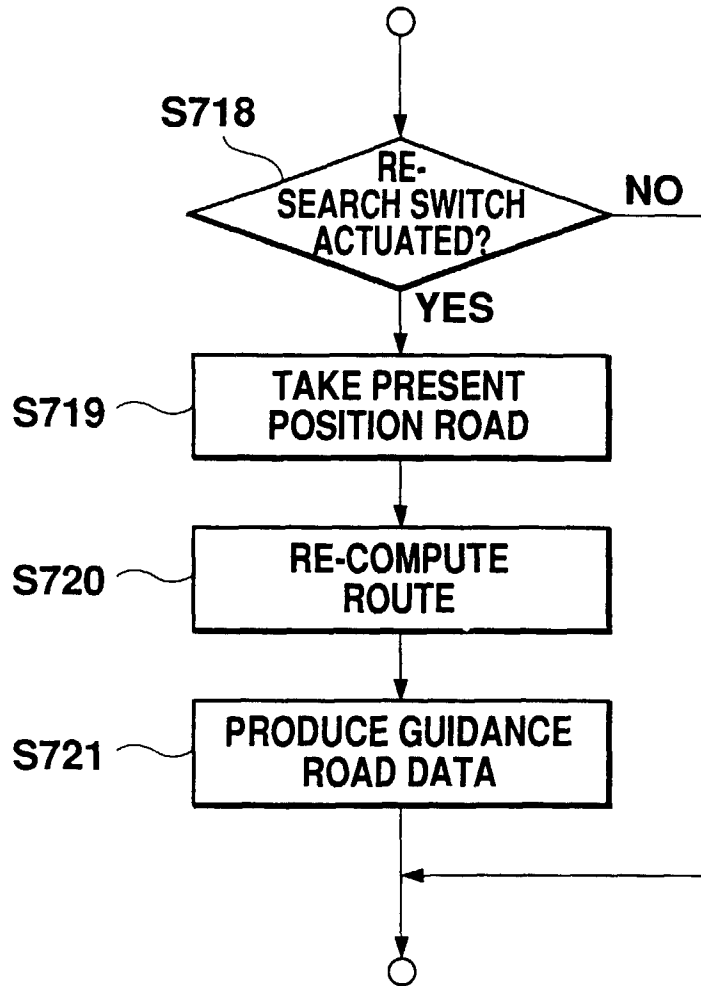 S718
RE-
SEARCH SWITCH
ACTUATED?
NO
YES
S719
TAKE PRESENT
POSITION ROAD
S720
RE-COMPUTE
ROUTE
S721
PRODUCE GUIDANCE
ROAD DATA